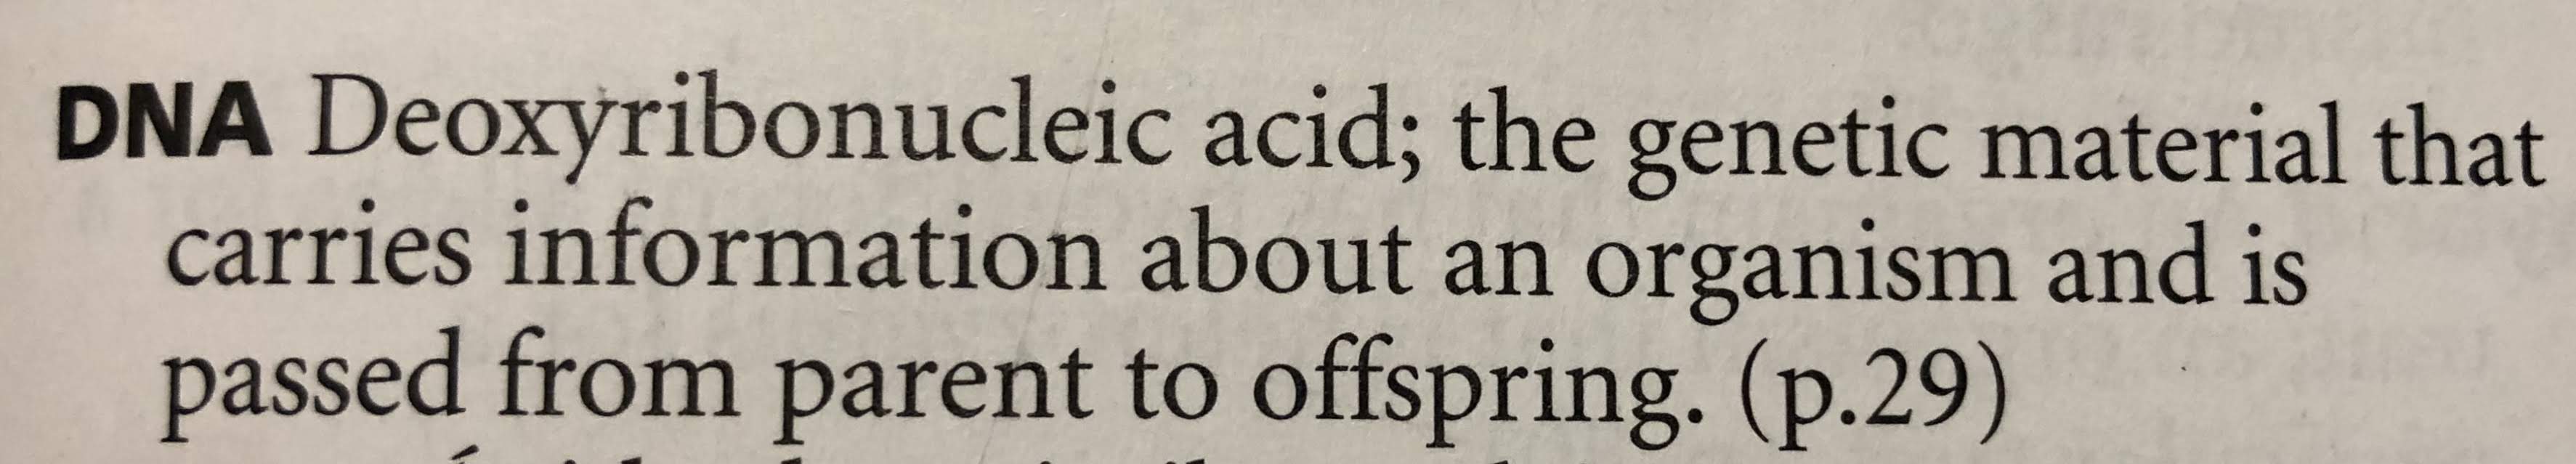 DNA Deoxyribonucleic acid; the genetic material that
carries information about an organism and is
passed from parent to offspring. (p.29)